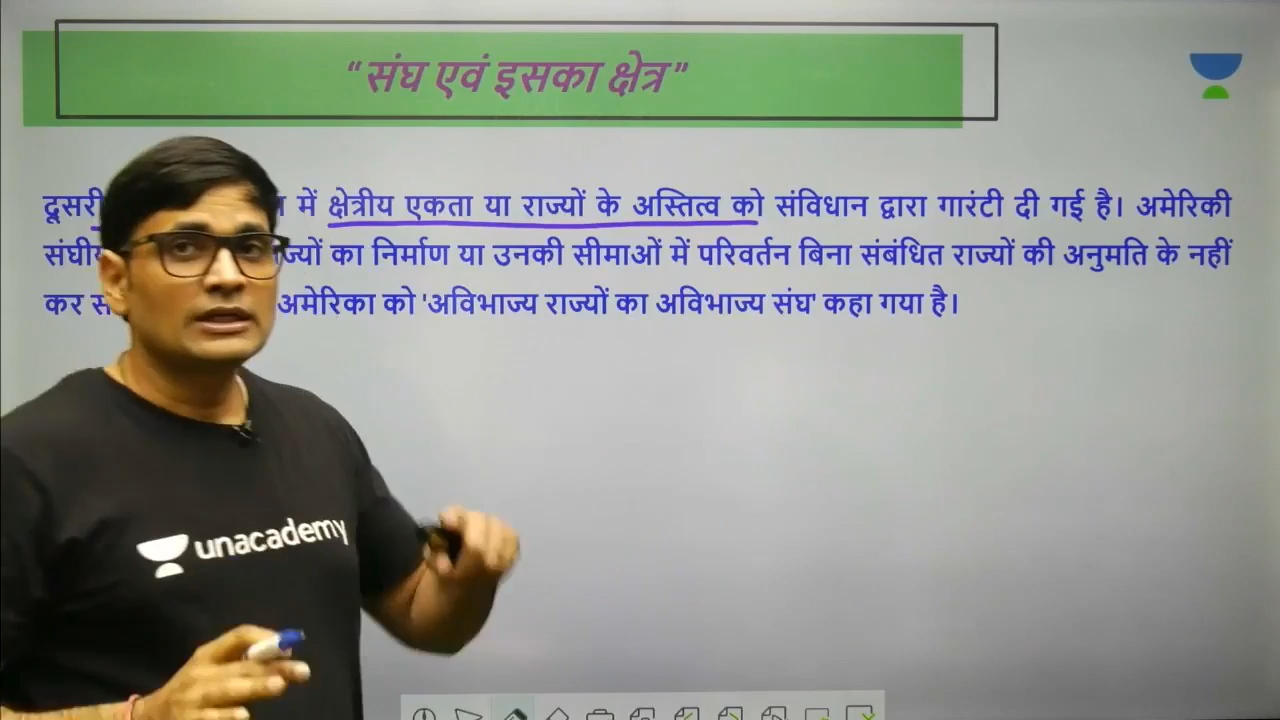 “संघ एवं इसका क्षेत्र”
दूसरी में क्षेत्रीय एकता या राज्यों के अस्तित्व को संविधान द्वारा गारंटी दी गई है। अमेरिकी
का निर्माण या उनकी सीमाओं में परिवर्तन बिना संबंधित राज्यों की अनुमति के नहीं
कर अमेरिका को 'अविभाज्य राज्यों का अविभाज्य संघ' कहा गया है।
unacademy